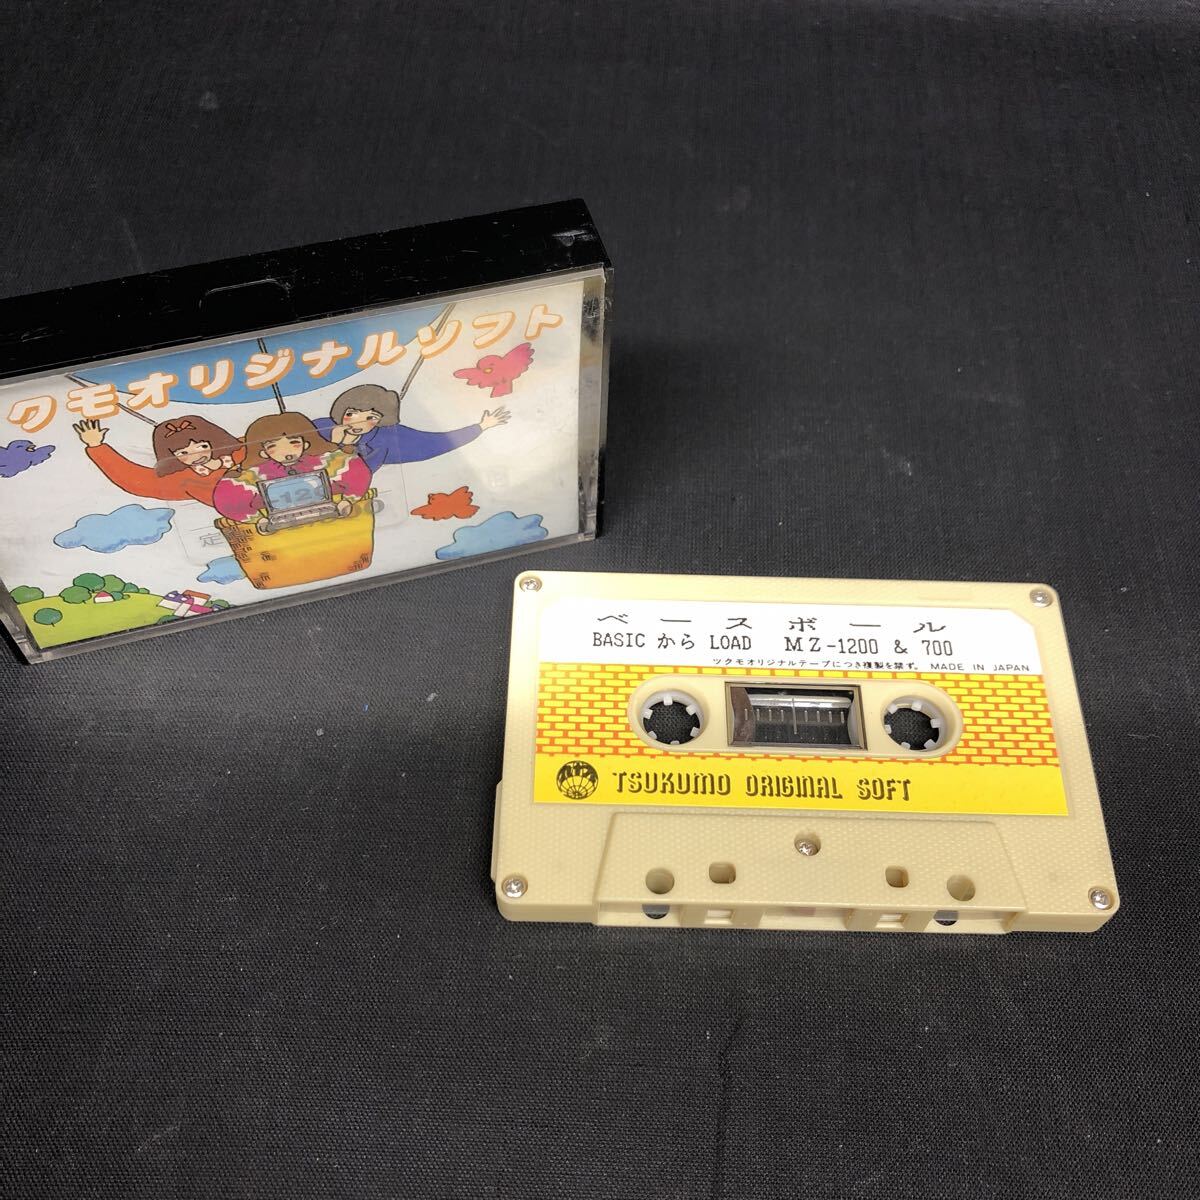 クモオリジナルソフト
定
ベースボール
BASIC から LOAD MZ-1200 & 700
ツクモオリジナルテープにつき複製を禁ず。 MADE IN JAPAN
TSUKUMO ORIGINAL SOFT